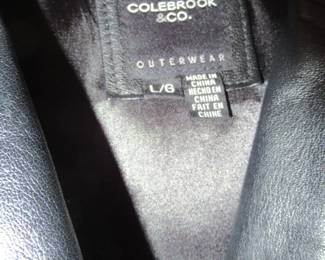 COLEBROOK
&CO.
OUTERWEAR
L/G
MADE IN
CHINA
HECHO EN
CHINA
FAIT EN
CHINE